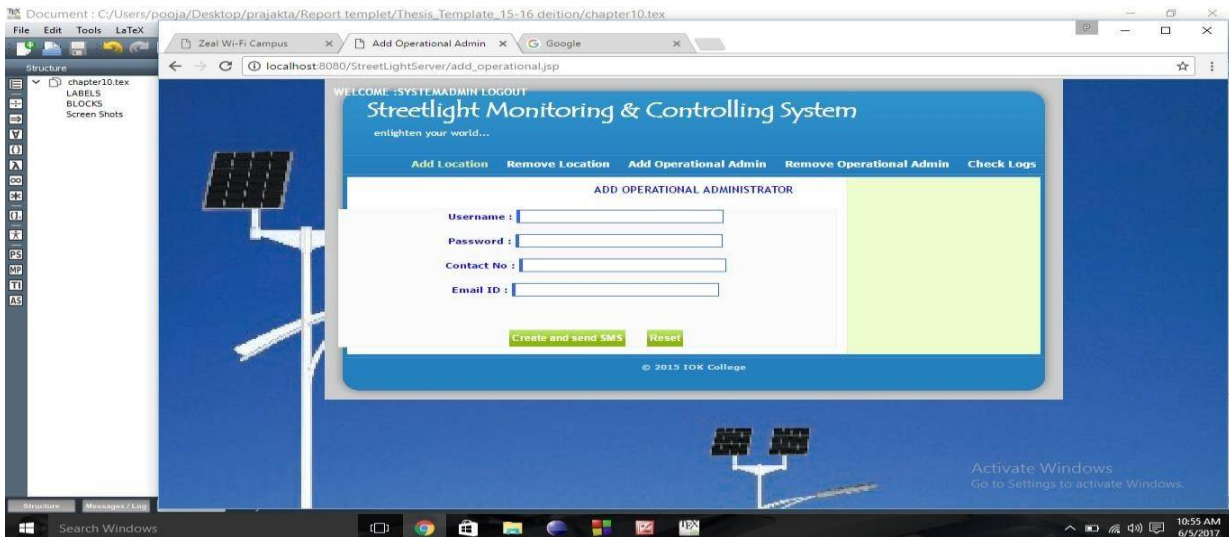 Document : C:/Users/pooja/Desktop/prajakta/Report templet/Thesis_Template_15-16 deition/chapter10.tex
File Edit Tools LaTeX
Structure
chapter10.tex
LABELS
BLOCKS
Screen Shots
Zeal Wi-Fi Campus
Add Operational Admin
Google
localhost:8080/StreetLightServer/add_operational.jsp
WELCOME :SYSTEMADMIN LOGOUT
Streetlight Monitoring & Controlling System
enlighten your world...
Add Location Remove Location Add Operational Admin Remove Operational Admin Check Logs
ADD OPERATIONAL ADMINISTRATOR
Username :
Password :
Contact No :
Email ID :
Create and send SMS Reset
© 2015 IOK College
Activate Windows
Go to Settings to activate Windows.
PS
MP
TI
AS
Structure Messages / Log
Search Windows
10:55 AM
6/5/2017